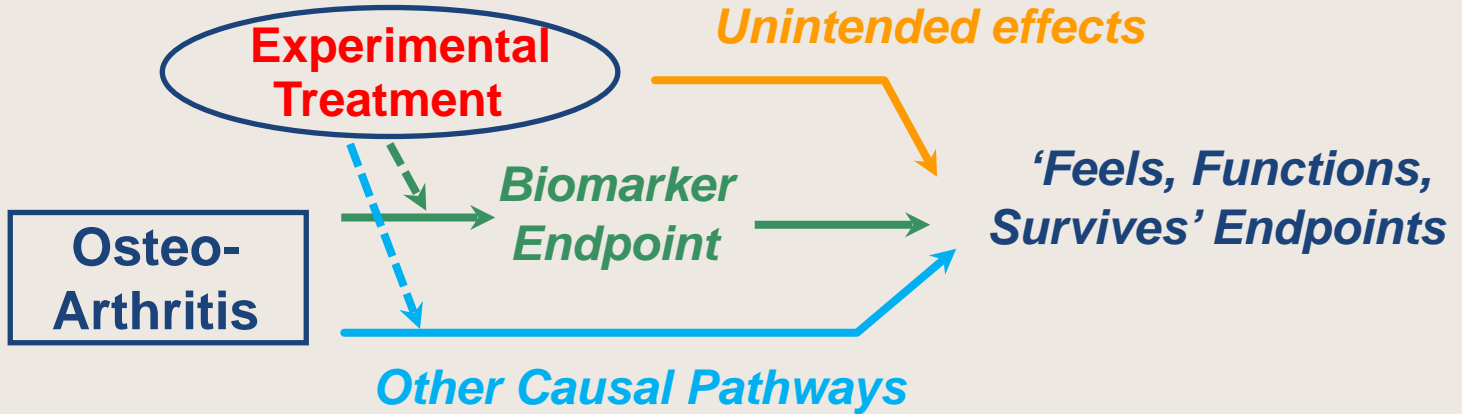 Experimental
Treatment
Unintended effects
Biomarker
Endpoint
‘Feels, Functions,
Survives’ Endpoints
Osteo-
Arthritis
Other Causal Pathways